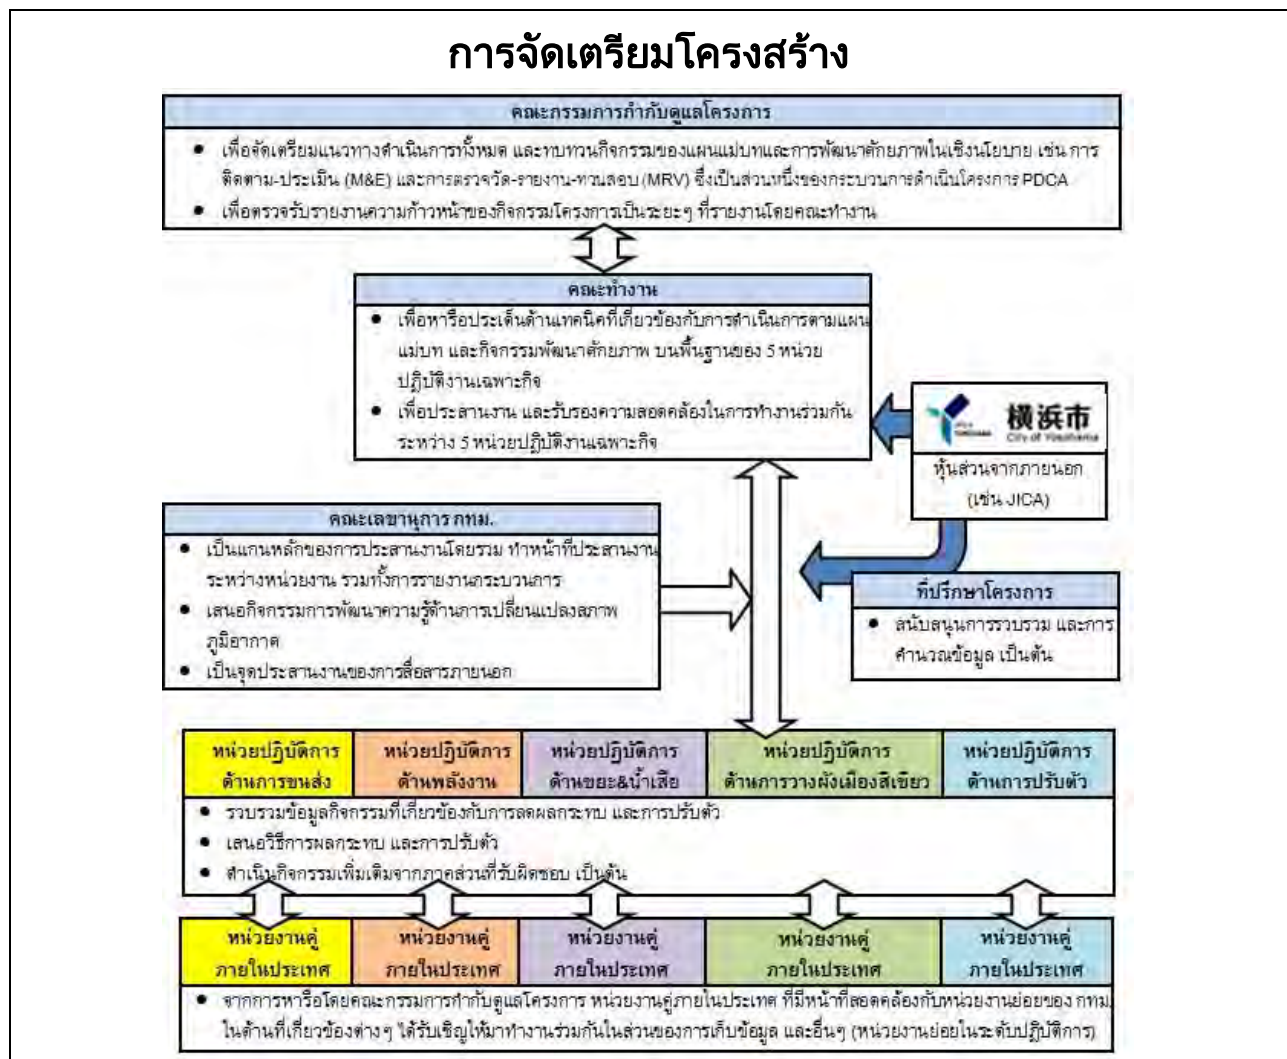 การจัดเตรียมโครงสร้าง
คณะกรรมการกำกับดูแลโครงการ
● เพื่อจัดเตรียมแนวทางดำเนินการทั้งหมด และทบทวนกิจกรรมของแผนแม่บทและการพัฒนาศักยภาพในเชิงนโยบาย เช่น การ
ติดตาม-ประเมิน (M&E) และการตรวจวัด-รายงาน-ทวนสอบ (MRV) ซึ่งเป็นส่วนหนึ่งของกระบวนการดำเนินโครงการ PDCA
● เพื่อตรวจรับรายงานความก้าวหน้าของกิจกรรมโครงการเป็นระยะๆ ที่รายงานโดยคณะทำงาน
คณะทำงาน
● เพื่อหารือประเด็นด้านเทคนิคที่เกี่ยวข้องกับการดำเนินการตามแผน
แม่บท และกิจกรรมพัฒนาศักยภาพ บนพื้นฐานของ 5 หน่วย
ปฏิบัติงานเฉพาะกิจ
● เพื่อประสานงาน และรับรองความสอดคล้องในการทำงานร่วมกัน
ระหว่าง 5 หน่วยปฏิบัติงานเฉพาะกิจ
横浜市
City of Yokohama
หุ้นส่วนจากภายนอก
(เช่น JICA)
คณะเลขานุการ กทม.
● เป็นแกนหลักของการประสานงานโดยรวม ทำหน้าที่ประสานงาน
ระหว่างหน่วยงาน รวมทั้งการรายงานกระบวนการ
● เสนอกิจกรรมการพัฒนาความรู้ด้านการเปลี่ยนแปลงสภาพ
ภูมิอากาศ
● เป็นจุดประสานงานของการสื่อสารภายนอก
ที่ปรึกษาโครงการ
● สนับสนุนการรวบรวม และการ
คำนวณข้อมูล เป็นต้น
หน่วยปฏิบัติการ
ด้านการขนส่ง
หน่วยปฏิบัติการ
ด้านพลังงาน
หน่วยปฏิบัติการ
ด้านขยะ&น้ำเสีย
หน่วยปฏิบัติการ
ด้านการวางผังเมืองสีเขียว
หน่วยปฏิบัติการ
ด้านการปรับตัว
● รวบรวมข้อมูลกิจกรรมที่เกี่ยวข้องกับการลดผลกระทบ และการปรับตัว
● เสนอวิธีการผลกระทบ และการปรับตัว
● ดำเนินกิจกรรมเพิ่มเติมจากภาคส่วนที่รับผิดชอบ เป็นต้น
หน่วยงานคู่
ภายในประเทศ
หน่วยงานคู่
ภายในประเทศ
หน่วยงานคู่
ภายในประเทศ
หน่วยงานคู่
ภายในประเทศ
หน่วยงานคู่
ภายในประเทศ
● จากการหารือโดยคณะกรรมการกำกับดูแลโครงการ หน่วยงานคู่ภายในประเทศ ที่มีหน้าที่สอดคล้องกับหน่วยงานย่อยของ กทม.
ในด้านที่เกี่ยวข้องต่างๆ ได้รับเชิญให้มาทำงานร่วมกันในส่วนของการเก็บข้อมูล และอื่นๆ (หน่วยงานย่อยในระดับปฏิบัติการ)